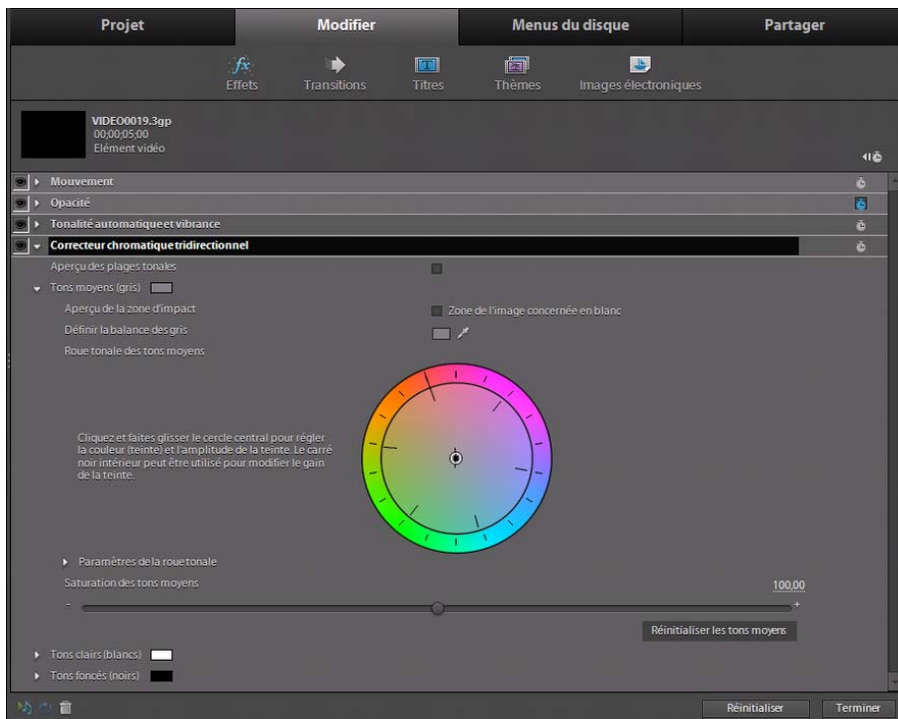 Projet
Modifier
Menus du disque
Partager
fx
Effets
Transitions
T
Titres
Thèmes
Images électroniques
VIDEO0019.3gp
00;00;05;00
Elément vidéo
Mouvement
Opacité
Tonalité automatique et vibrance
Correcteur chromatique tridirectionnel
Aperçu des plages tonales
Tons moyens (gris)
Aperçu de la zone d'impact
Zone de l'image concernée en blanc
Définir la balance des gris
Roue tonale des tons moyens
Cliquez et faites glisser le cercle central pour régler
la couleur (teinte) et l'amplitude de la teinte. Le carré
noir intérieur peut être utilisé pour modifier le gain
de la teinte.
Paramètres de la roue tonale
Saturation des tons moyens
100,00
- +
Réinitialiser les tons moyens
Tons clairs (blancs)
Tons foncés (noirs)
Réinitialiser
Terminer